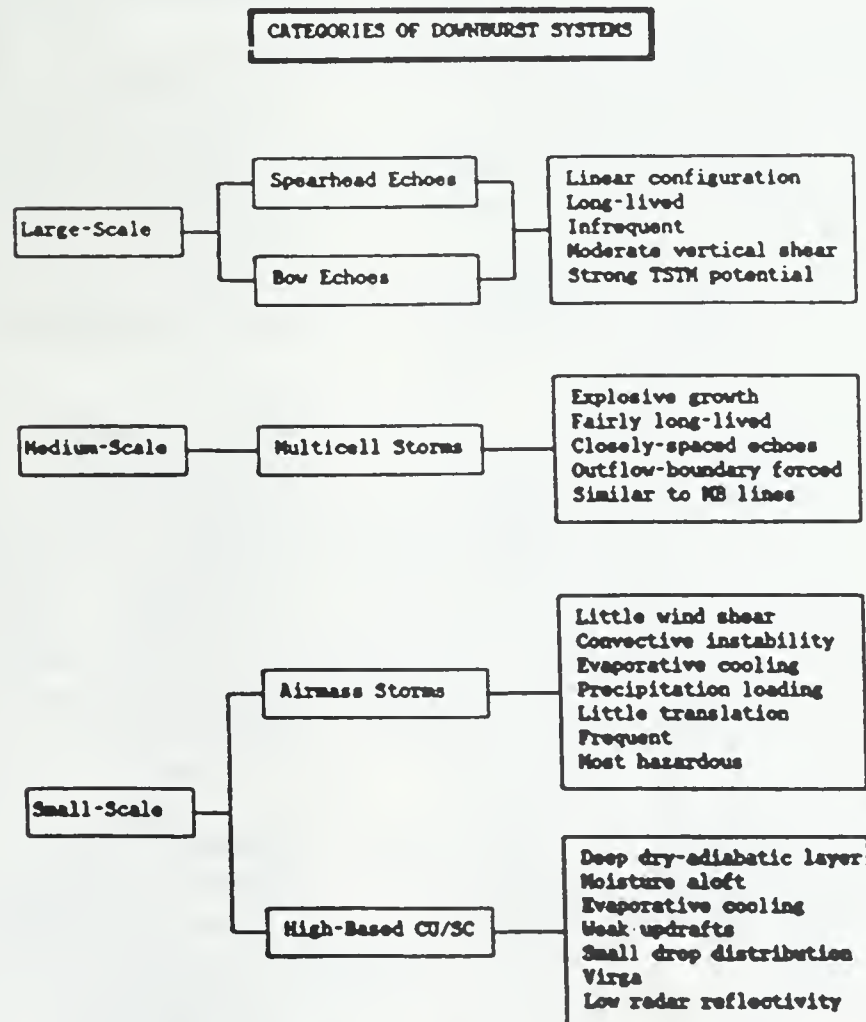 CATEGORIES OF DOWNBURST SYSTEMS
Large-Scale
Spearhead Echoes
Bow Echoes
Linear configuration
Long-lived
Infrequent
Moderate vertical shear
Strong TSTM potential
Medium-Scale
Multicell Storms
Explosive growth
Fairly long-lived
Closely-spaced echoes
Outflow-boundary forced
Similar to MB lines
Small-Scale
Airmass Storms
Little wind shear
Convective instability
Evaporative cooling
Precipitation loading
Little translation
Frequent
Most hazardous
High-Based CU/SC
Deep dry-adiabatic layer
Moisture aloft
Evaporative cooling
Weak updrafts
Small drop distribution
Virga
Low radar reflectivity